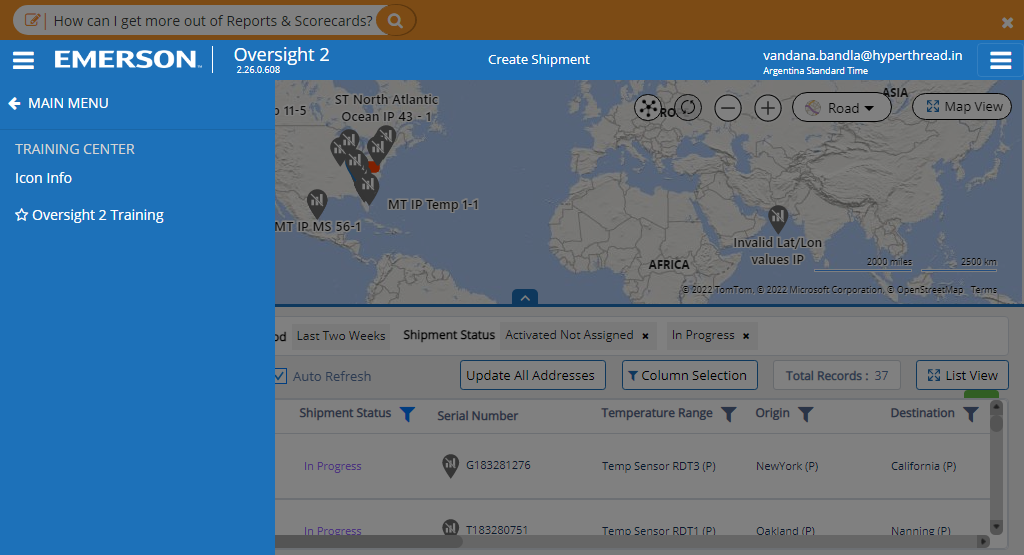 How can I get more out of Reports & Scorecards?
EMERSON
Oversight 2
2.26.0.608
Create Shipment
vandana.bandla@hyperthread.in
Argentina Standard Time
MAIN MENU
TRAINING CENTER
Icon Info
Oversight 2 Training
11-5
ST North Atlantic
Ocean IP 43 - 1
MT IP Temp 1-1
MT IP MS 56-1
RO
ASIA
Road
Map View
AFRICA
Invalid Lat/Lon
values IP
2000 miles
2500 km
© 2022 TomTom, © 2022 Microsoft Corporation, © OpenStreetMap Terms
od
Last Two Weeks
Shipment Status
Activated Not Assigned ×
In Progress ×
Auto Refresh
Update All Addresses
Column Selection
Total Records : 37
List View
Shipment Status
Serial Number
Temperature Range
Origin
Destination
In Progress
G183281276
Temp Sensor RDT3 (P)
NewYork (P)
California (P)
In Progress
T183280751
Temp Sensor RDT1 (P)
Oakland (P)
Nanning (P)